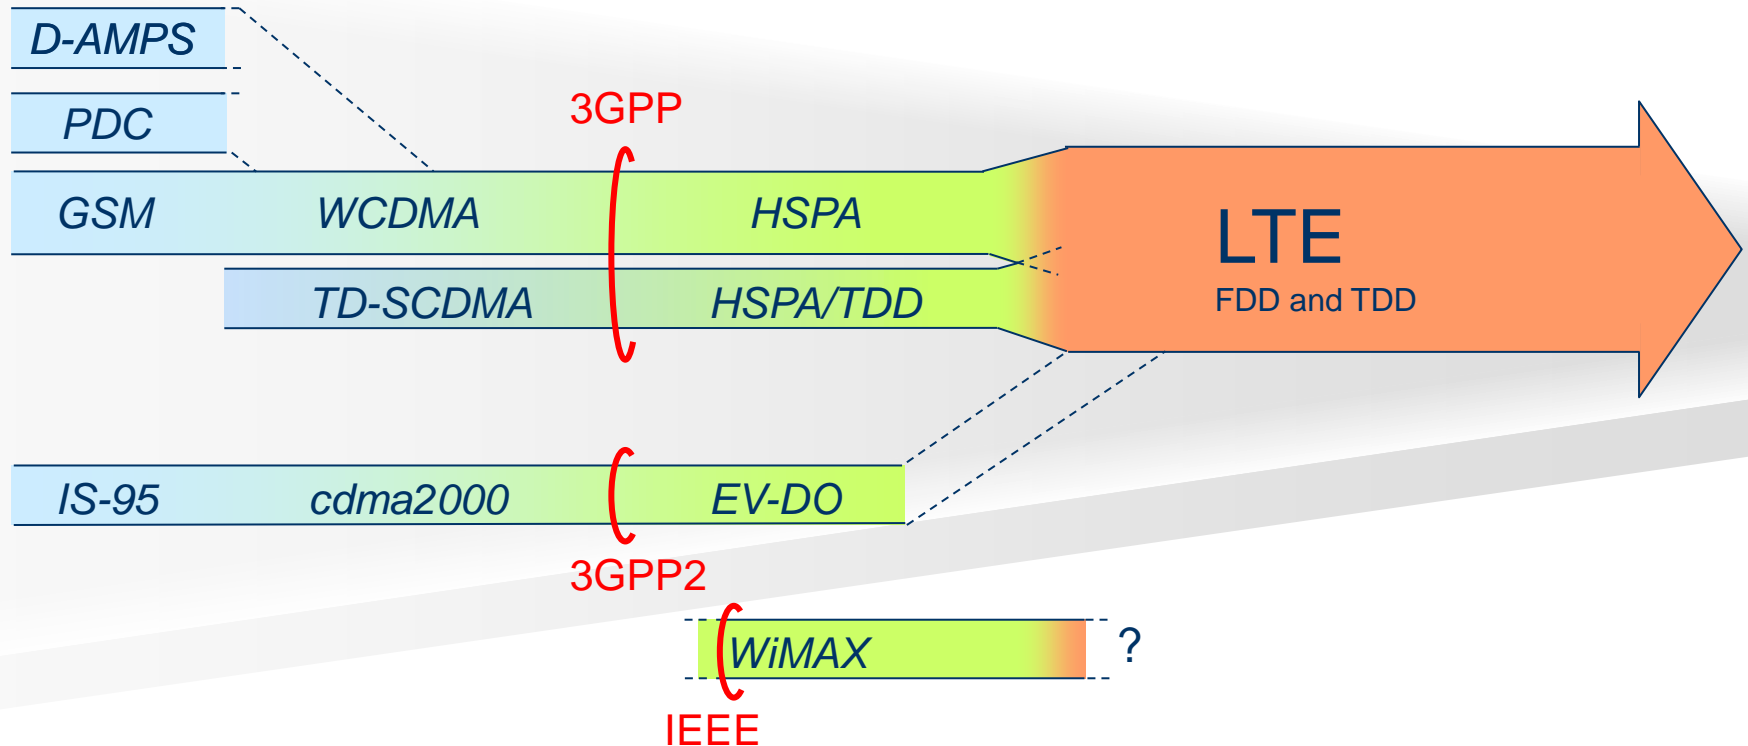 D-AMPS
PDC
3GPP
GSM WCDMA HSPA
LTE
TD-SCDMA HSPA/TDD
FDD and TDD
IS-95 cdma2000 EV-DO
3GPP2
WiMAX ?
IEEE